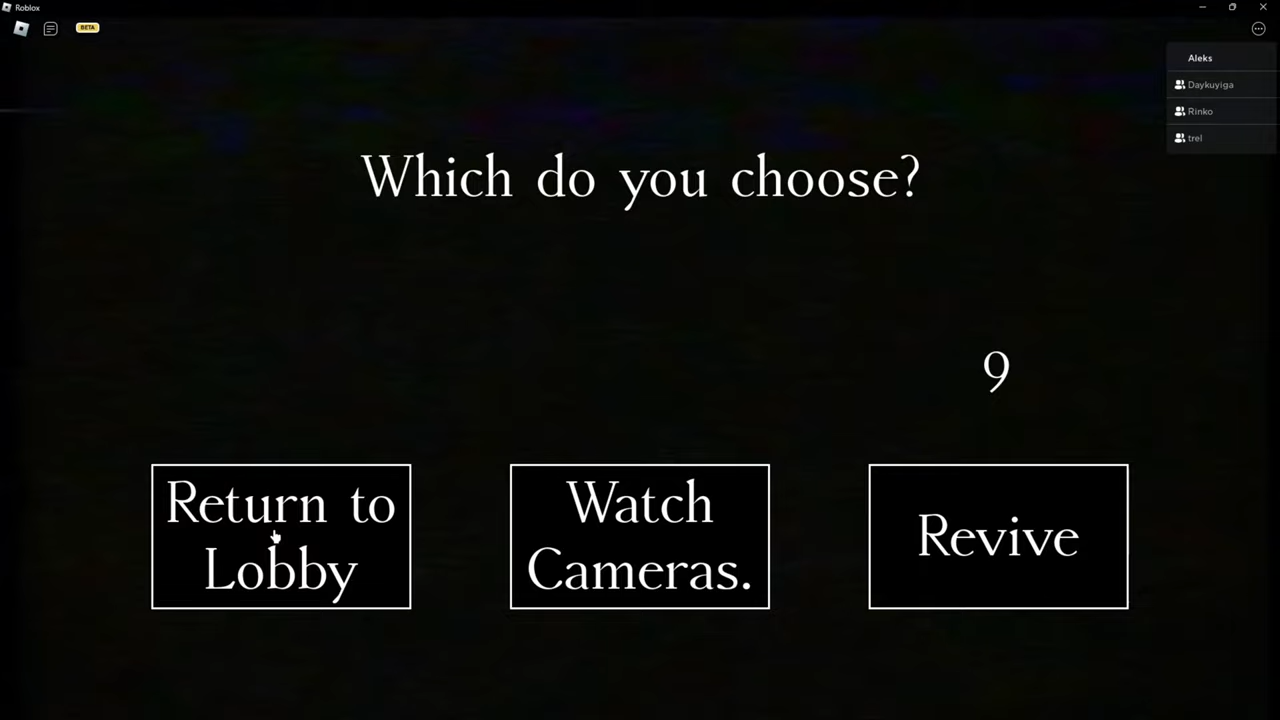 Roblox
BETA
Aleks
Daykuyiga
Rinko
trel
Which do you choose?
9
Return to
Lobby
Watch
Cameras.
Revive